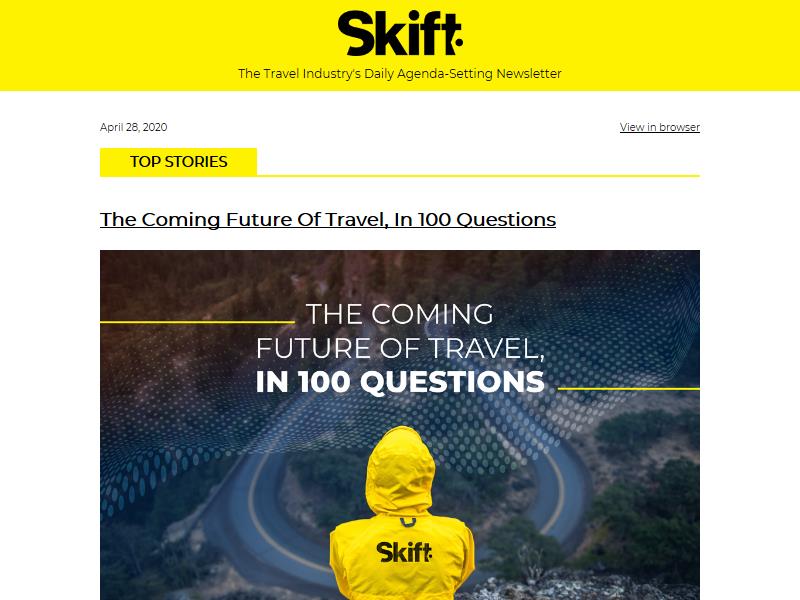 Skift
The Travel Industry's Daily Agenda-Setting Newsletter
April 28, 2020
View in browser
TOP STORIES
The Coming Future Of Travel, In 100 Questions
THE COMING
FUTURE OF TRAVEL,
IN 100 QUESTIONS
Skift